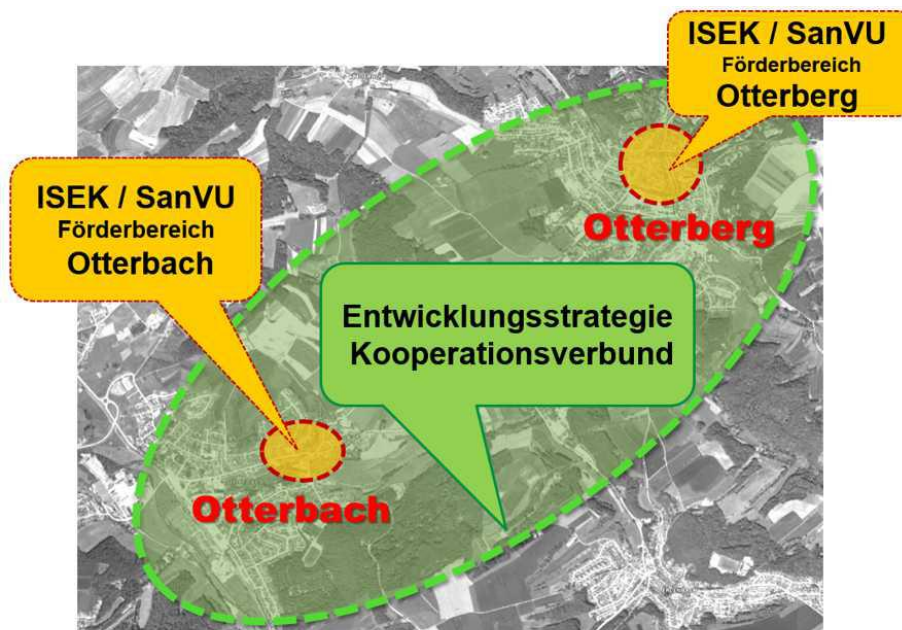 ISEK / SanVU
Förderbereich
Otterberg
ISEK / SanVU
Förderbereich
Otterbach
Otterberg
Entwicklungsstrategie
Kooperationsverbund
Otterbach